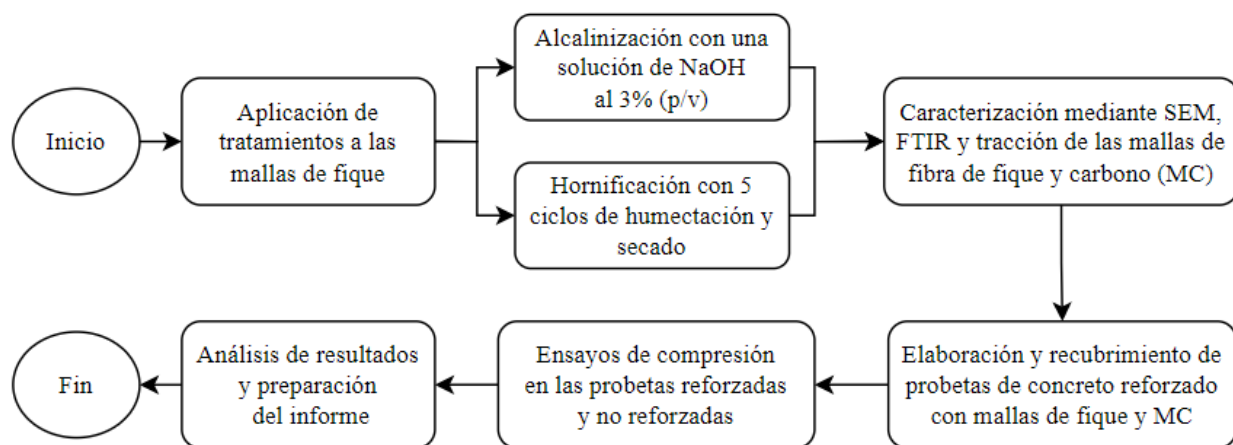 Inicio
Aplicación de
tratamientos a las
mallas de fique
Alcalinización con una
solución de NaOH
al 3% (p/v)
Hornificación con 5
ciclos de humectación y
secado
Caracterización mediante SEM,
FTIR y tracción de las mallas de
fibra de fique y carbono (MC)
Elaboración y recubrimiento de
probetas de concreto reforzado
con mallas de fique y MC
Ensayos de compresión
en las probetas reforzadas
y no reforzadas
Análisis de resultados
y preparación
del informe
Fin